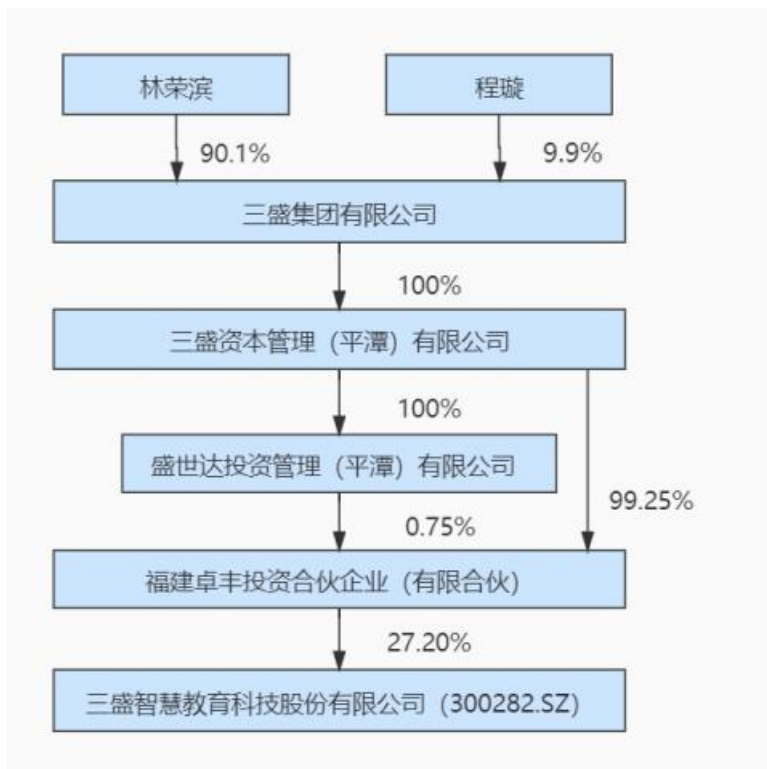 林荣滨
程璇
90.1%
9.9%
三盛集团有限公司
100%
三盛资本管理（平潭）有限公司
100%
盛世达投资管理（平潭）有限公司
99.25%
0.75%
福建卓丰投资合伙企业（有限合伙）
27.20%
三盛智慧教育科技股份有限公司（300282.SZ）